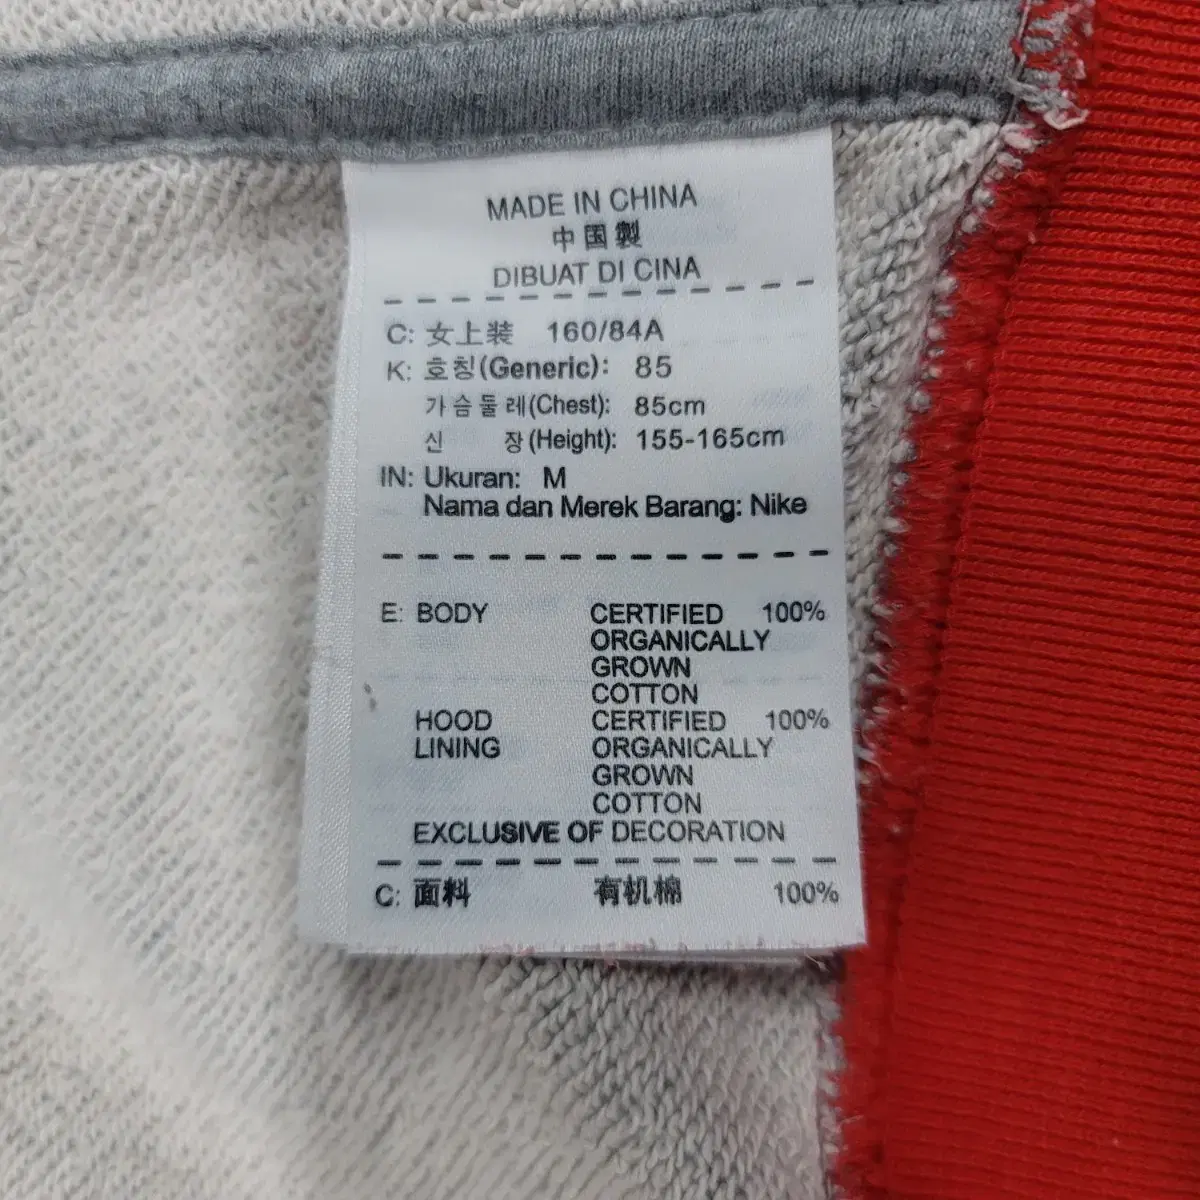 MADE IN CHINA
中国製
DIBUAT DI CINA
C: 女上装 160/84A
K: 호칭(Generic): 85
가슴둘레(Chest): 85cm
신 장(Height): 155-165cm
IN: Ukuran: M
Nama dan Merek Barang: Nike
E: BODY CERTIFIED 100%
ORGANICALLY
GROWN
COTTON
HOOD CERTIFIED 100%
LINING ORGANICALLY
GROWN
COTTON
EXCLUSIVE OF DECORATION
C: 面料 有机棉 100%